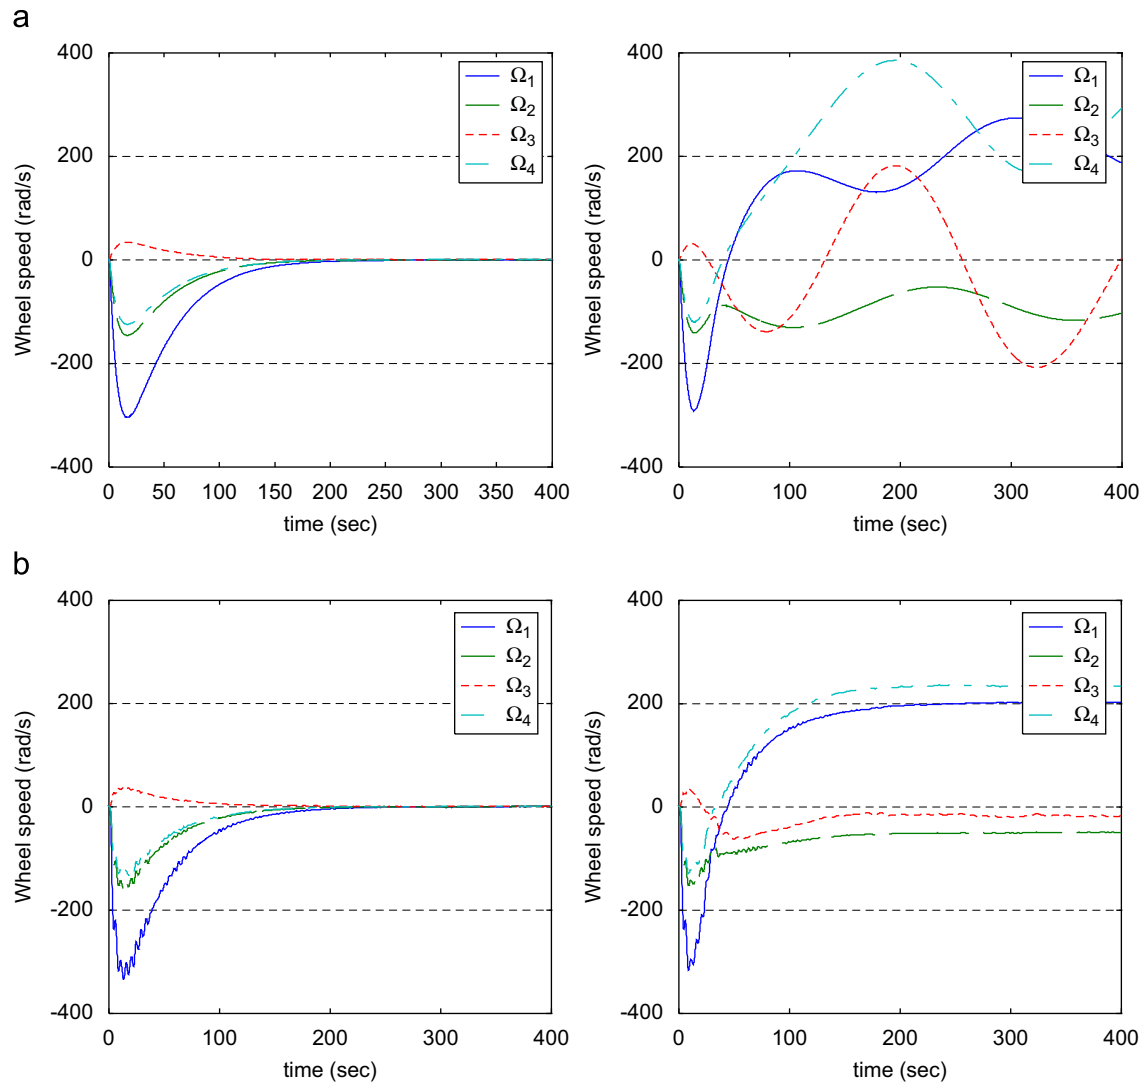 a
400
200
0
-200
-400
Wheel speed (rad/s)
Ω1
Ω2
Ω3
Ω4
0 50 100 150 200 250 300 350 400
time (sec)
400
200
0
-200
-400
Wheel speed (rad/s)
Ω1
Ω2
Ω3
Ω4
0 100 200 300 400
time (sec)
b
400
200
0
-200
-400
Wheel speed (rad/s)
Ω1
Ω2
Ω3
Ω4
0 100 200 300 400
time (sec)
400
200
0
-200
-400
Wheel speed (rad/s)
Ω1
Ω2
Ω3
Ω4
0 100 200 300 400
time (sec)